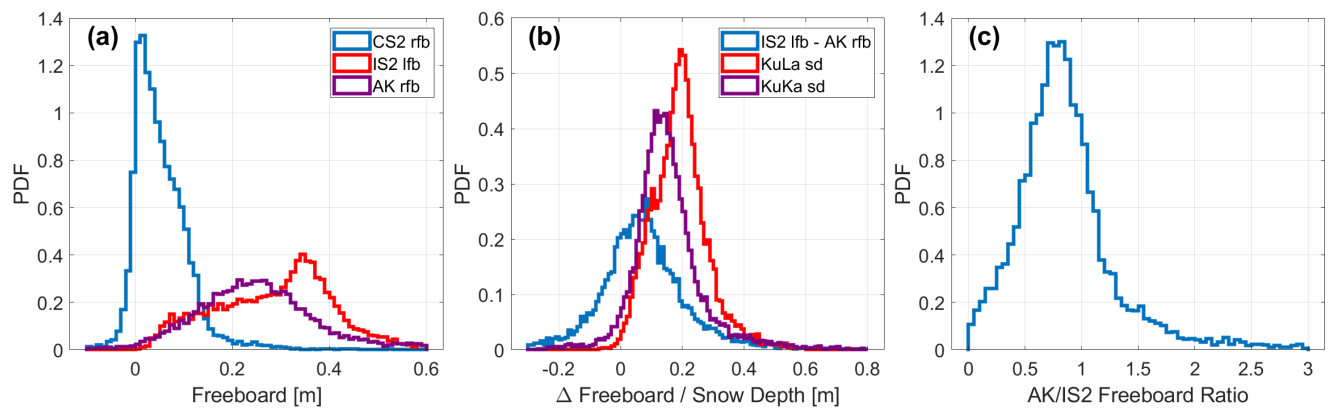 (a)
CS2 rfb
IS2 lfb
AK rfb
PDF
1.4
1.2
1
0.8
0.6
0.4
0.2
0
0 0.2 0.4 0.6
Freeboard [m]
(b)
IS2 lfb - AK rfb
KuLa sd
KuKa sd
PDF
0.6
0.5
0.4
0.3
0.2
0.1
0
-0.2 0 0.2 0.4 0.6 0.8
Δ Freeboard / Snow Depth [m]
(c)
PDF
1.4
1.2
1
0.8
0.6
0.4
0.2
0
0 0.5 1 1.5 2 2.5 3
AK/IS2 Freeboard Ratio